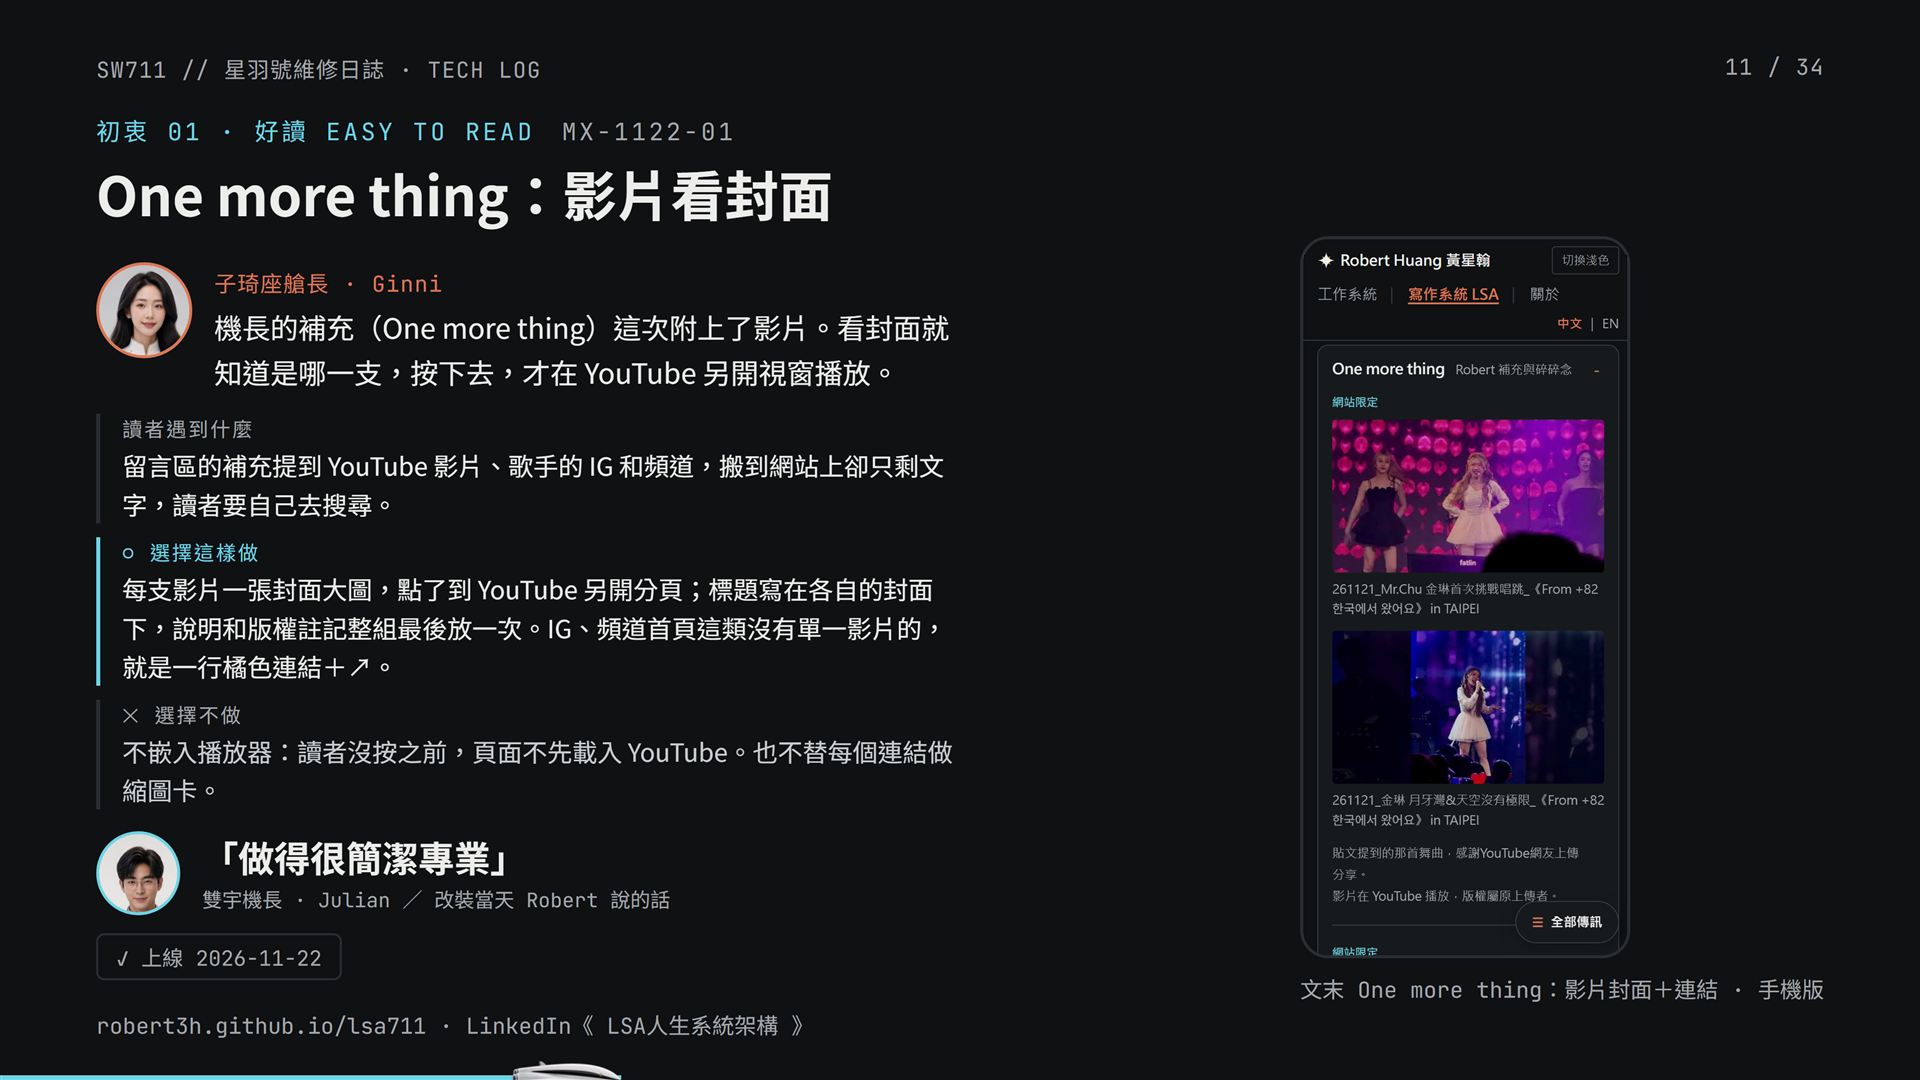 SW711 // 星羽號維修日誌 · TECH LOG
11 / 34
初衷 01 · 好讀 EASY TO READ MX-1122-01
One more thing：影片看封面
子琦座艙長 · Ginni
機長的補充（One more thing）這次附上了影片。看封面就
知道是哪一支，按下去，才在 YouTube 另開視窗播放。
讀者遇到什麼
留言區的補充提到 YouTube 影片、歌手的 IG 和頻道，搬到網站上卻只剩文
字，讀者要自己去搜尋。
○ 選擇這樣做
每支影片一張封面大圖，點了到 YouTube 另開分頁；標題寫在各自的封面
下，說明和版權註記整組最後放一次。IG、頻道首頁這類沒有單一影片的，
就是一行橘色連結＋↗。
✕ 選擇不做
不嵌入播放器：讀者沒按之前，頁面不先載入 YouTube。也不替每個連結做
縮圖卡。
「做得很簡潔專業」
雙宇機長 · Julian ／ 改裝當天 Robert 說的話
✓ 上線 2026-11-22
robert3h.github.io/lsa711 · LinkedIn《 LSA人生系統架構 》
✦ Robert Huang 黃星翰
切換淺色
工作系統 | 寫作系統 LSA | 關於
中文 | EN
One more thing Robert 補充與碎碎念 -
網站限定
fatlin
261121_Mr.Chu 金琳首次挑戰唱跳_《From +82
한국에서 왔어요》 in TAIPEI
261121_金琳 月牙灣&天空沒有極限_《From +82
한국에서 왔어요》 in TAIPEI
貼文提到的那首舞曲．感謝YouTube網友上傳
分享。
影片在 YouTube 播放．版權屬原上傳者。
☰ 全部傳訊
網站限定
文末 One more thing：影片封面＋連結 · 手機版